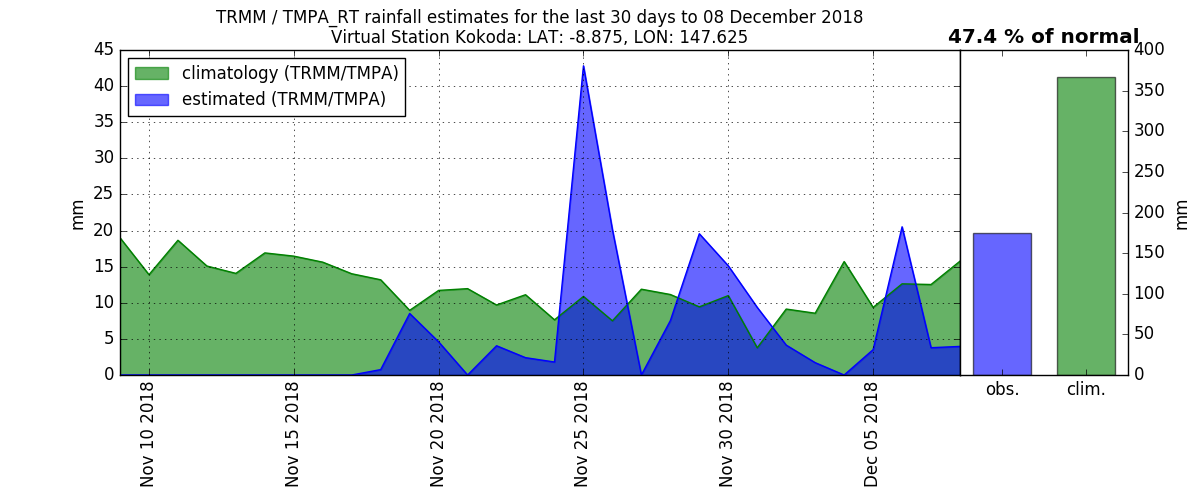 TRMM / TMPA_RT rainfall estimates for the last 30 days to 08 December 2018
Virtual Station Kokoda: LAT: -8.875, LON: 147.625
47.4 % of normal
climatology (TRMM/TMPA)
estimated (TRMM/TMPA)
45
40
35
30
25
20
15
10
5
0
mm
Nov 10 2018
Nov 15 2018
Nov 20 2018
Nov 25 2018
Nov 30 2018
Dec 05 2018
400
350
300
250
200
150
100
50
0
mm
obs.
clim.